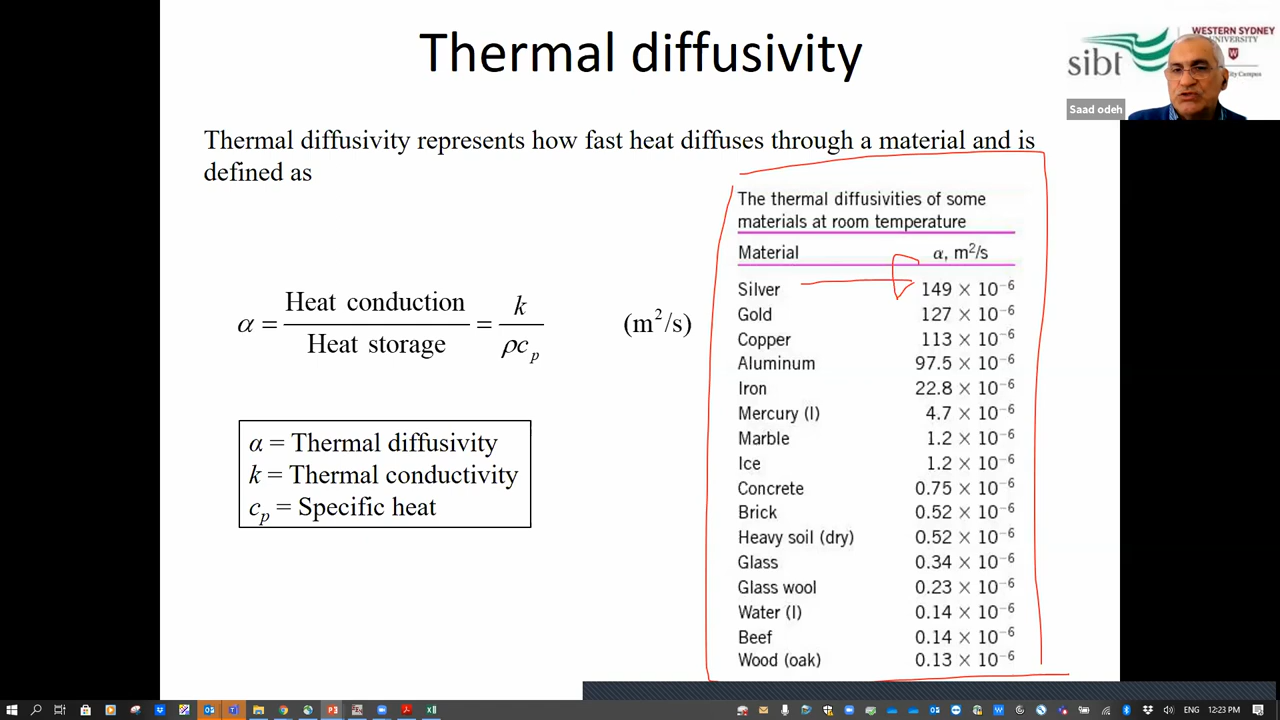 Thermal diffusivity
WESTERN SYDNEY
UNIVERSITY
sibt
W
ity Campus
Saad odeh
Thermal diffusivity represents how fast heat diffuses through a material and is
defined as
α = Heat conduction / Heat storage = k / ρcₚ (m²/s)
α = Thermal diffusivity
k = Thermal conductivity
cₚ = Specific heat
The thermal diffusivities of some
materials at room temperature
Material α, m²/s
Silver 149 × 10⁻⁶
Gold 127 × 10⁻⁶
Copper 113 × 10⁻⁶
Aluminum 97.5 × 10⁻⁶
Iron 22.8 × 10⁻⁶
Mercury (l) 4.7 × 10⁻⁶
Marble 1.2 × 10⁻⁶
Ice 1.2 × 10⁻⁶
Concrete 0.75 × 10⁻⁶
Brick 0.52 × 10⁻⁶
Heavy soil (dry) 0.52 × 10⁻⁶
Glass 0.34 × 10⁻⁶
Glass wool 0.23 × 10⁻⁶
Water (l) 0.14 × 10⁻⁶
Beef 0.14 × 10⁻⁶
Wood (oak) 0.13 × 10⁻⁶
ENG 12:23 PM